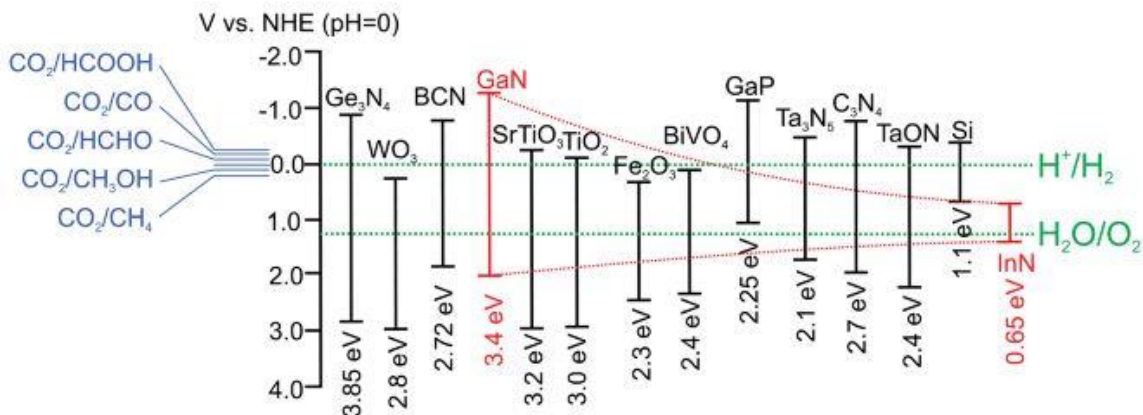 V vs. NHE (pH=0)
-2.0
-1.0
0.0
1.0
2.0
3.0
4.0
CO₂/HCOOH
CO₂/CO
CO₂/HCHO
CO₂/CH₃OH
CO₂/CH₄
Ge₃N₄
3.85 eV
WO₃
2.8 eV
BCN
2.72 eV
GaN
3.4 eV
SrTiO₃
3.2 eV
TiO₂
3.0 eV
Fe₂O₃
2.3 eV
BiVO₄
2.4 eV
GaP
2.25 eV
Ta₃N₅
2.1 eV
C₃N₄
2.7 eV
TaON
2.4 eV
Si
1.1 eV
InN
0.65 eV
H⁺/H₂
H₂O/O₂